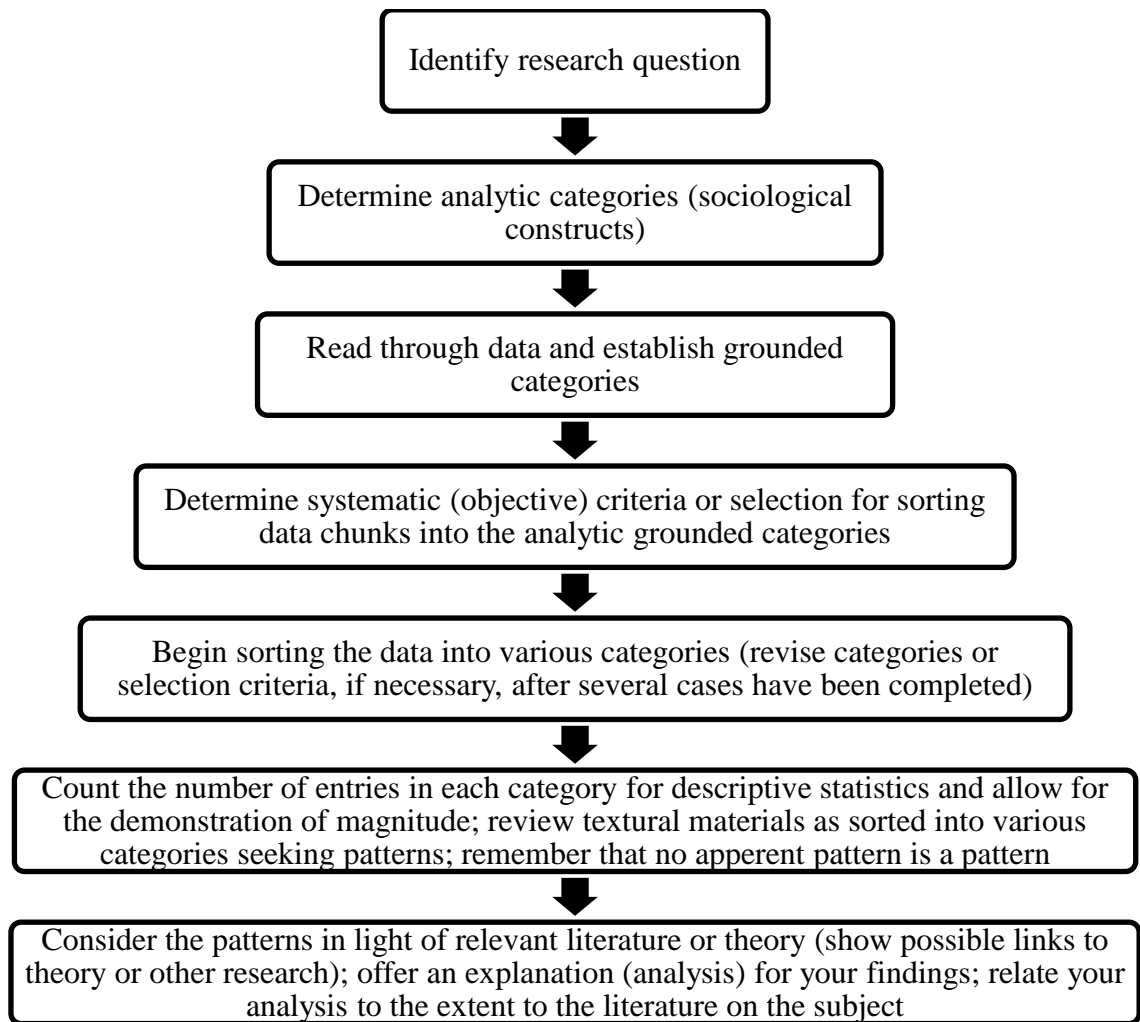 Identify research question
Determine analytic categories (sociological
constructs)
Read through data and establish grounded
categories
Determine systematic (objective) criteria or selection for sorting
data chunks into the analytic grounded categories
Begin sorting the data into various categories (revise categories or
selection criteria, if necessary, after several cases have been completed)
Count the number of entries in each category for descriptive statistics and allow for
the demonstration of magnitude; review textural materials as sorted into various
categories seeking patterns; remember that no apperent pattern is a pattern
Consider the patterns in light of relevant literature or theory (show possible links to
theory or other research); offer an explanation (analysis) for your findings; relate your
analysis to the extent to the literature on the subject